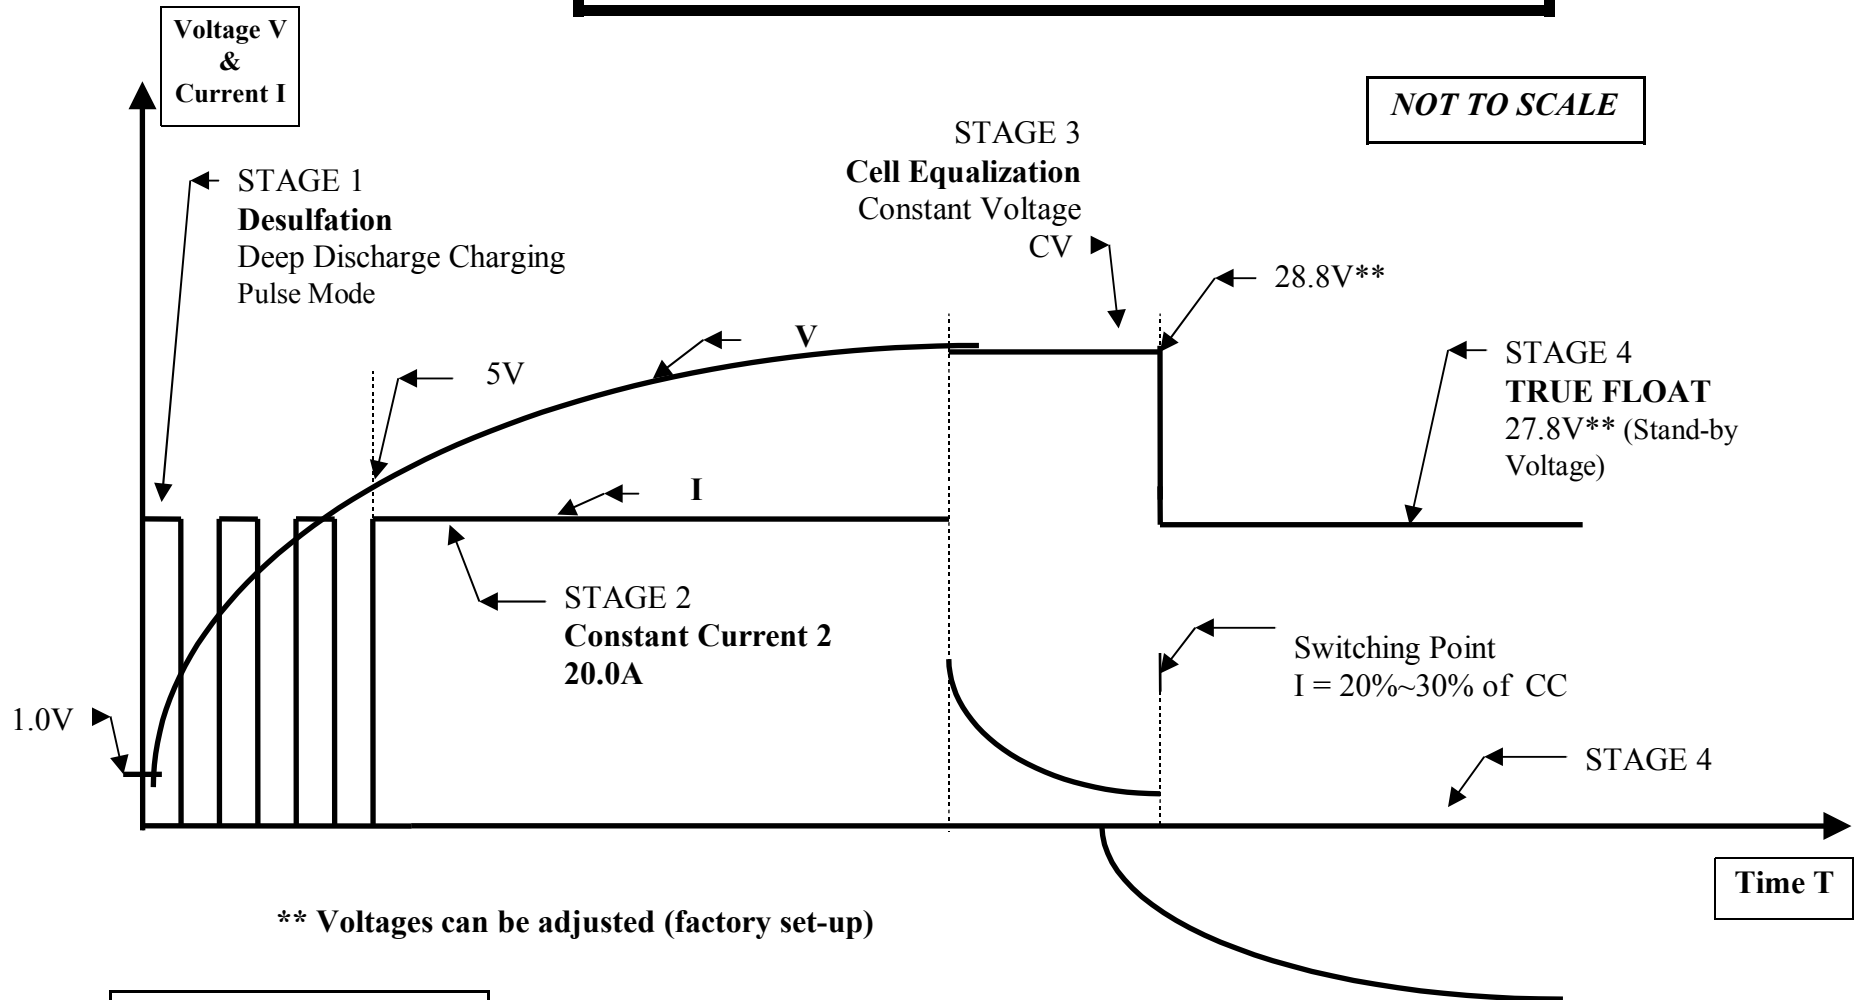 Voltage V
&
Current I
NOT TO SCALE
STAGE 1
Desulfation
Deep Discharge Charging
Pulse Mode
STAGE 3
Cell Equalization
Constant Voltage
CV
28.8V**
V
5V
STAGE 4
TRUE FLOAT
27.8V** (Stand-by
Voltage)
I
STAGE 2
Constant Current 2
20.0A
Switching Point
I = 20%~30% of CC
1.0V
STAGE 4
Time T
** Voltages can be adjusted (factory set-up)